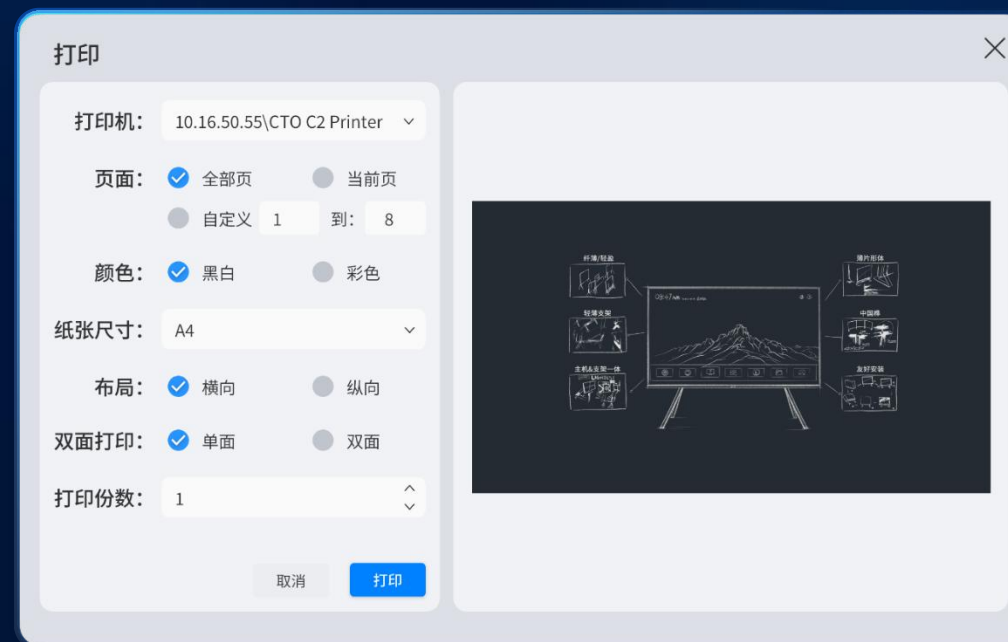 打印
打印机： 10.16.50.55\CTO C2 Printer
页面： 全部页 当前页
自定义 1 到： 8
颜色： 黑白 彩色
纸张尺寸： A4
布局： 横向 纵向
双面打印： 单面 双面
打印份数： 1
取消 打印
纤薄/轻盈
薄片形体
轻薄支架
中国樽
主机&支架一体
友好安装